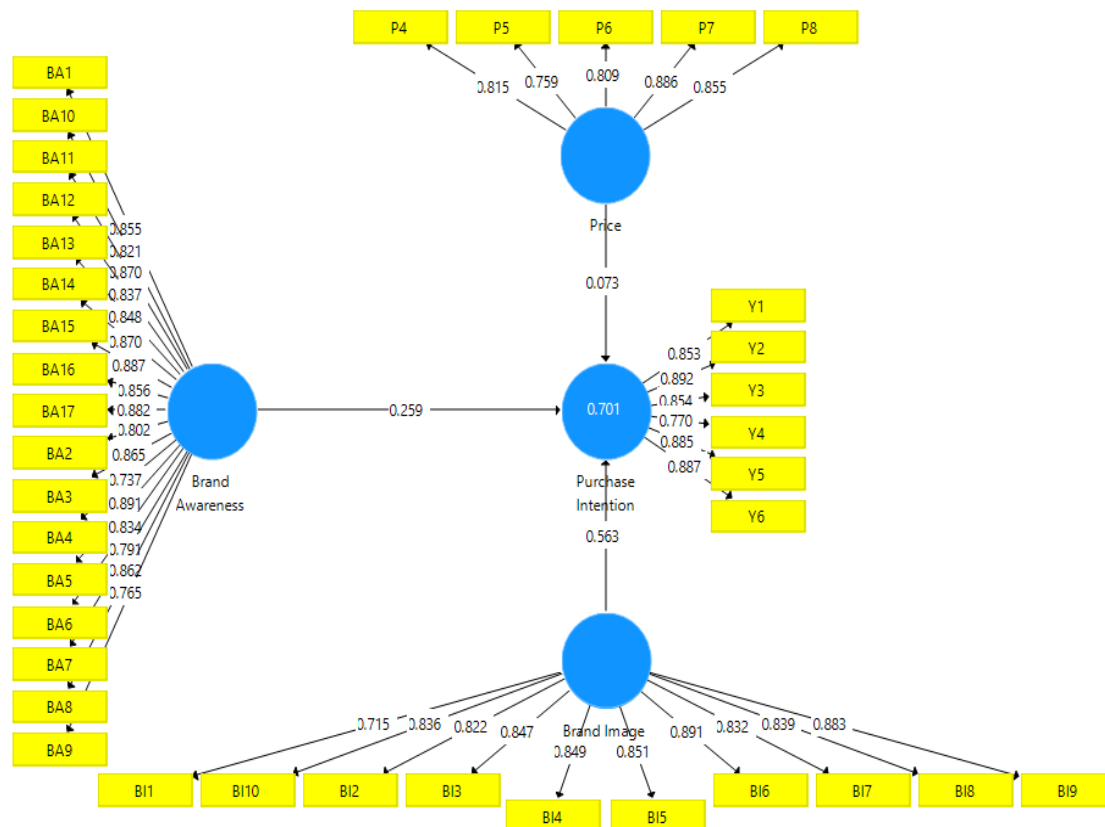 P4
P5
P6
P7
P8
0.815
0.759
0.809
0.886
0.855
Price
0.073
BA1
BA10
BA11
BA12
BA13
BA14
BA15
BA16
BA17
BA2
BA3
BA4
BA5
BA6
BA7
BA8
BA9
0.855
0.821
0.870
0.837
0.848
0.870
0.887
0.856
0.882
0.802
0.865
0.737
0.891
0.834
0.791
0.862
0.765
Brand
Awareness
0.259
0.701
Purchase
Intention
0.853
0.892
0.854
0.770
0.885
0.887
Y1
Y2
Y3
Y4
Y5
Y6
0.563
Brand Image
0.715
0.836
0.822
0.847
0.849
0.851
0.891
0.832
0.839
0.883
BI1
BI10
BI2
BI3
BI4
BI5
BI6
BI7
BI8
BI9